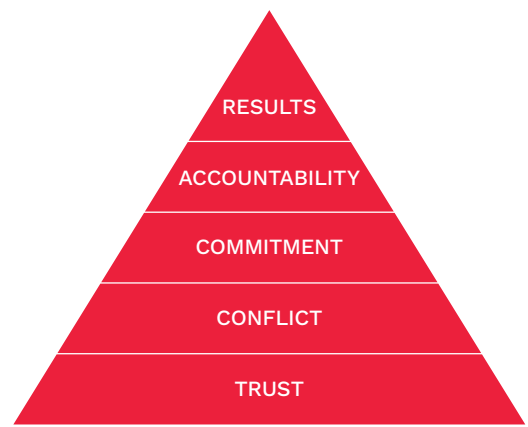 RESULTS
ACCOUNTABILITY
COMMITMENT
CONFLICT
TRUST